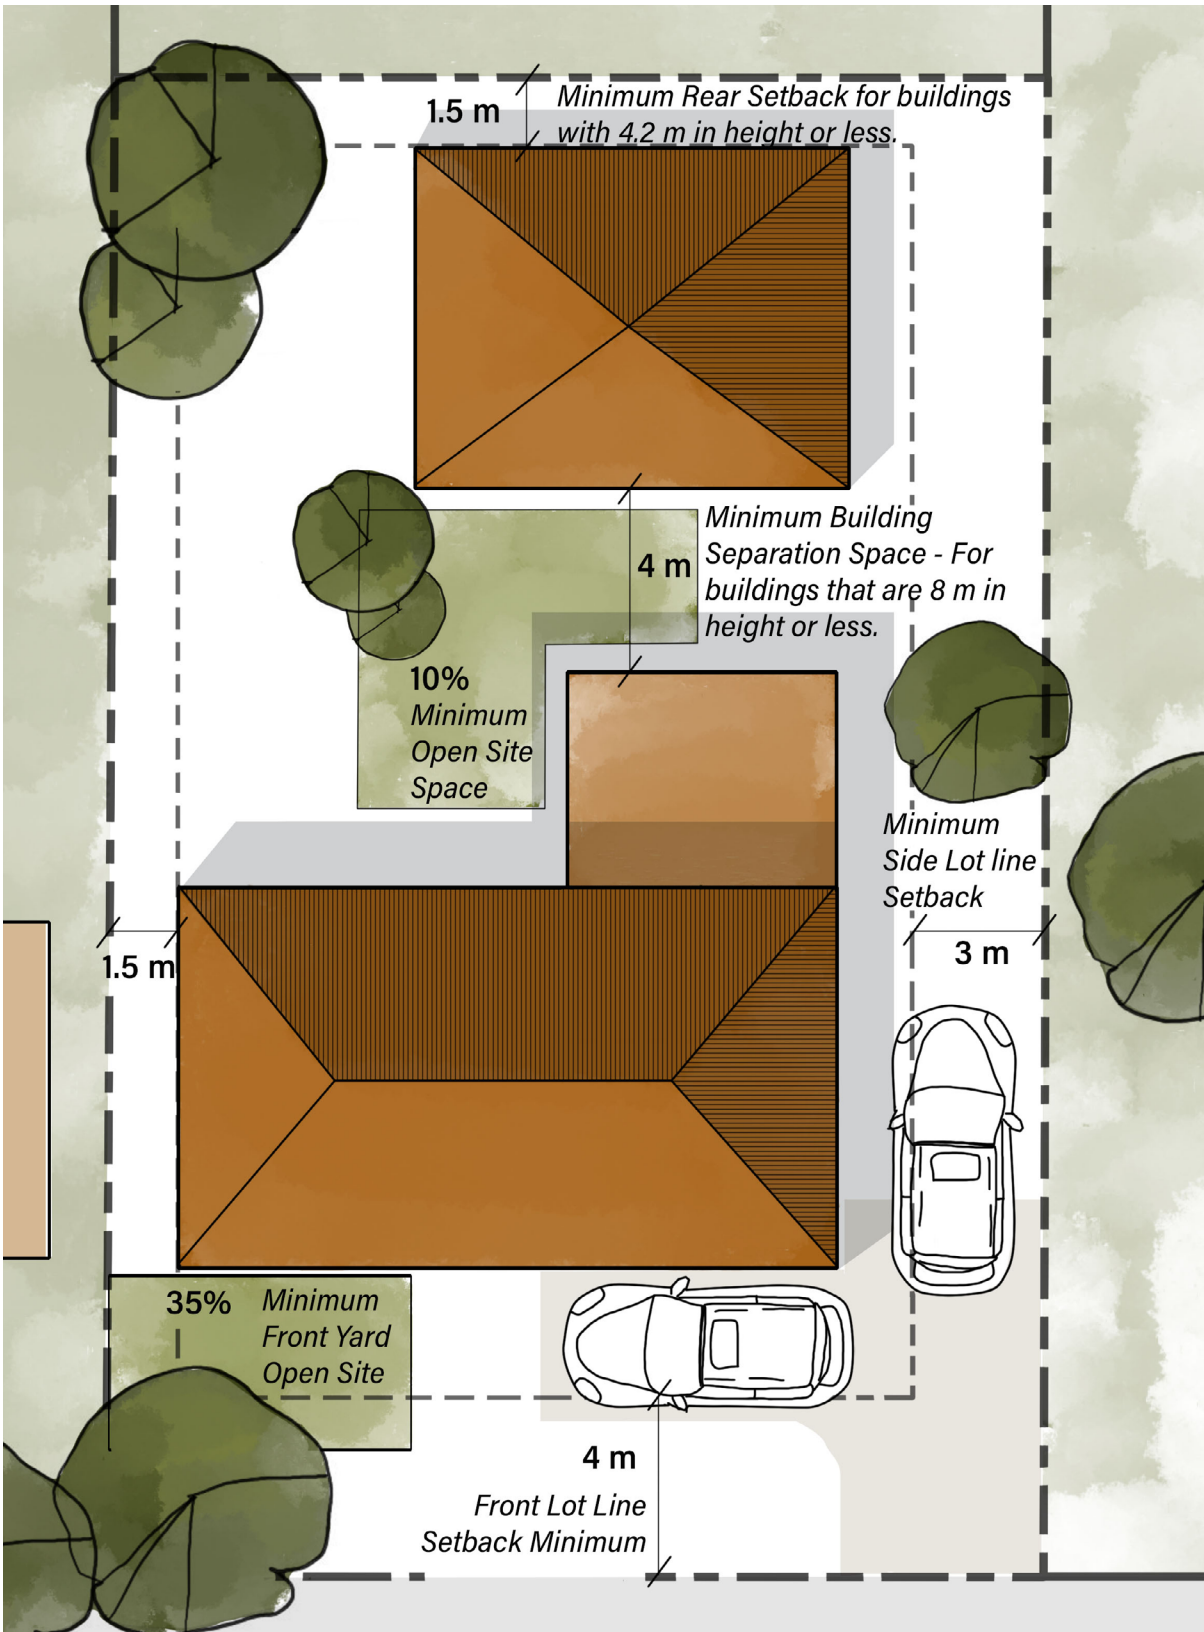 1.5 m
Minimum Rear Setback for buildings
with 4.2 m in height or less.
Minimum Building
Separation Space - For
buildings that are 8 m in
height or less.
4 m
10%
Minimum
Open Site
Space
Minimum
Side Lot line
Setback
1.5 m
3 m
35%
Minimum
Front Yard
Open Site
4 m
Front Lot Line
Setback Minimum